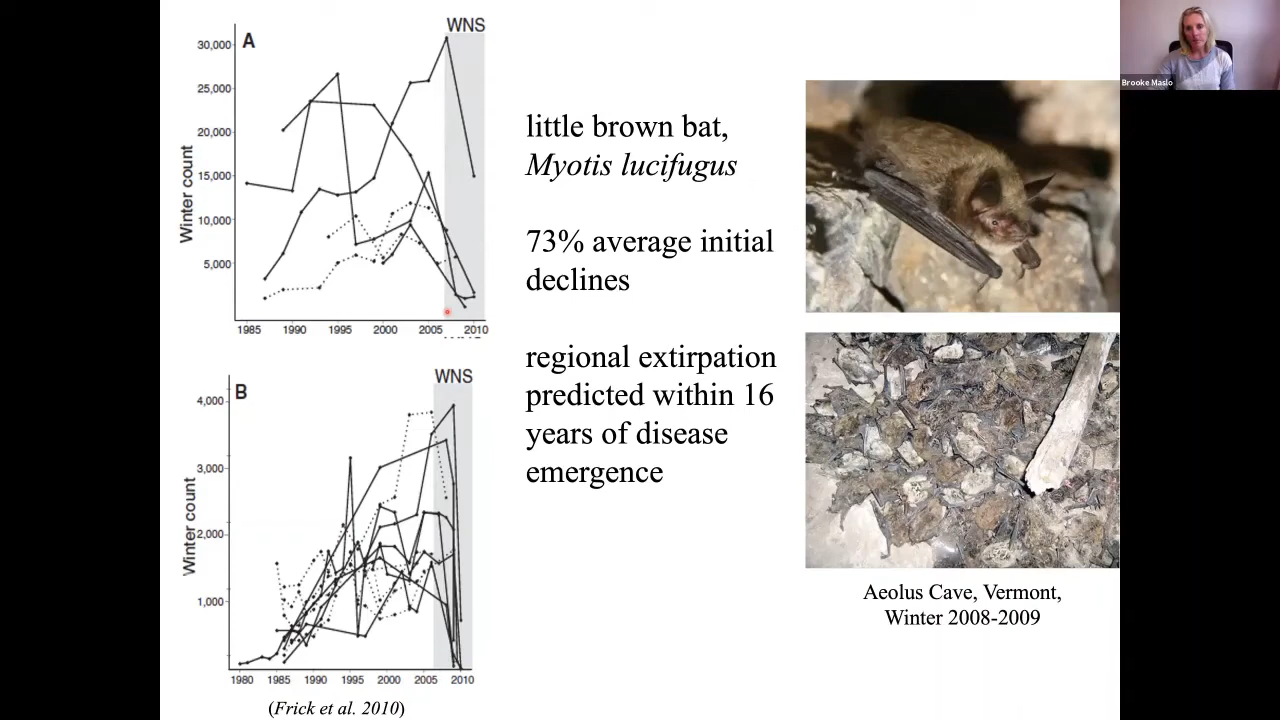 WNS
A
30,000
25,000
20,000
15,000
10,000
5,000
Winter count
1985 1990 1995 2000 2005 2010
WNS
B
4,000
3,000
2,000
1,000
Winter count
1980 1985 1990 1995 2000 2005 2010
(Frick et al. 2010)
little brown bat,
Myotis lucifugus
73% average initial
declines
regional extirpation
predicted within 16
years of disease
emergence
Aeolus Cave, Vermont,
Winter 2008-2009
Brooke Maslo